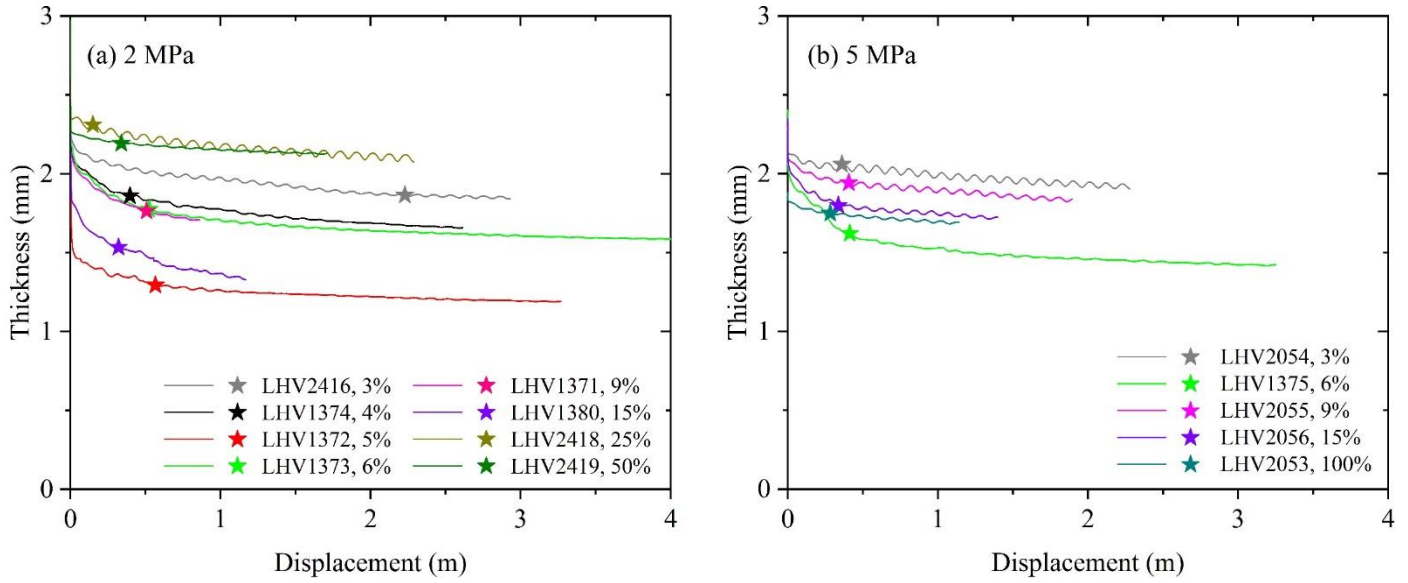 3
(a) 2 MPa
2
1
0
Thickness (mm)
LHV2416, 3%
LHV1374, 4%
LHV1372, 5%
LHV1373, 6%
LHV1371, 9%
LHV1380, 15%
LHV2418, 25%
LHV2419, 50%
0 1 2 3 4
Displacement (m)
3
(b) 5 MPa
2
1
0
Thickness (mm)
LHV2054, 3%
LHV1375, 6%
LHV2055, 9%
LHV2056, 15%
LHV2053, 100%
0 1 2 3 4
Displacement (m)